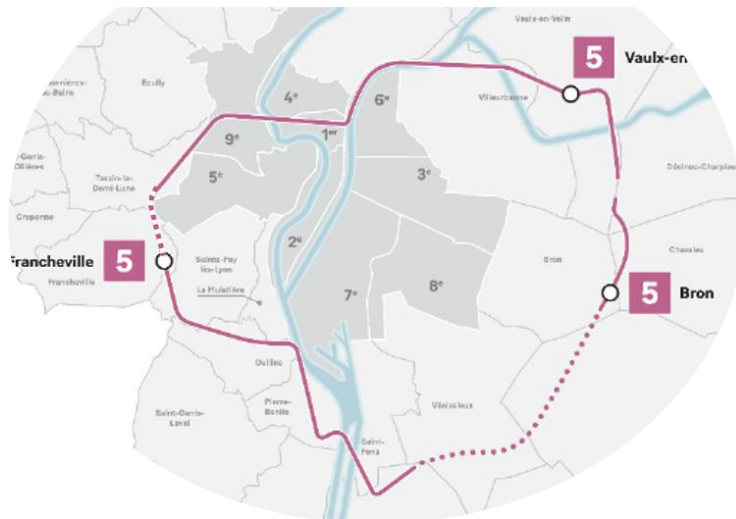 Vaulx-en-Velin
5 Vaulx-en
Ecully
4e
6e
Villeurbanne
1er
9e
3e
5e
Tassin-la
Demi-Lune
Décines-Charpieu
Craponne
2e
Francheville 5
Sainte-Foy
lès-Lyon
Bron
Chassieu
Francheville
La Mulatière
7e
8e
5 Bron
Oullins
Pierre-
Bénite
Vénissieux
Saint-Genis-
Laval
Saint-
Fons